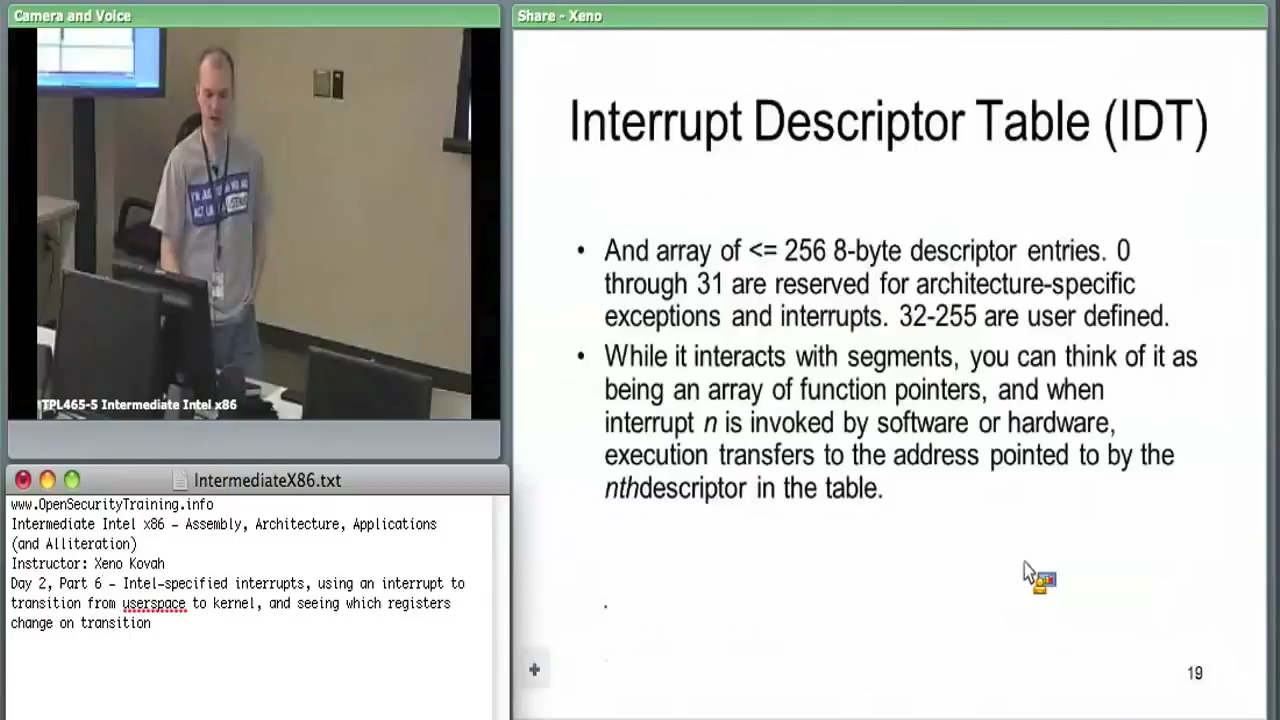 Camera and Voice
TPL465-5 Intermediate Intel x86
IntermediateX86.txt
www.OpenSecurityTraining.info
Intermediate Intel x86 – Assembly, Architecture, Applications
(and Alliteration)
Instructor: Xeno Kovah
Day 2, Part 6 – Intel-specified interrupts, using an interrupt to
transition from userspace to kernel, and seeing which registers
change on transition
Share - Xeno
Interrupt Descriptor Table (IDT)
• And array of <= 256 8-byte descriptor entries. 0
through 31 are reserved for architecture-specific
exceptions and interrupts. 32-255 are user defined.
• While it interacts with segments, you can think of it as
being an array of function pointers, and when
interrupt n is invoked by software or hardware,
execution transfers to the address pointed to by the
nthdescriptor in the table.
19